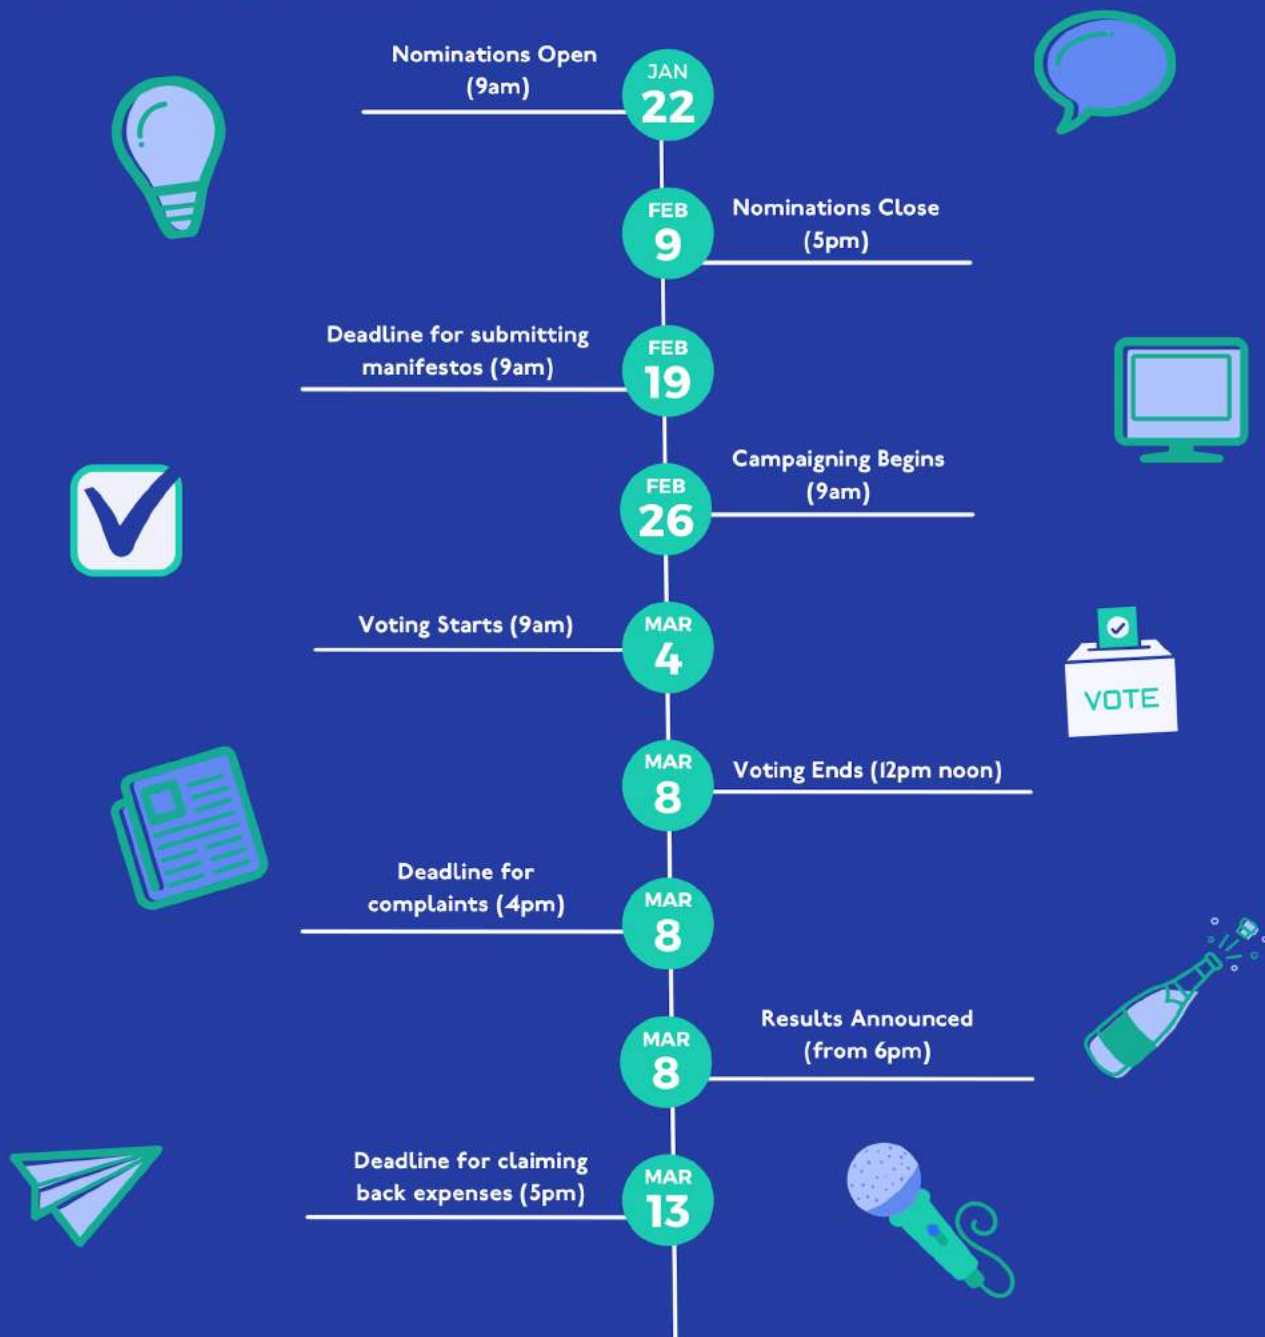 Nominations Open
(9am)
JAN
22
FEB
9
Nominations Close
(5pm)
Deadline for submitting
manifestos (9am)
FEB
19
FEB
26
Campaigning Begins
(9am)
Voting Starts (9am)
MAR
4
VOTE
MAR
8
Voting Ends (12pm noon)
Deadline for
complaints (4pm)
MAR
8
MAR
8
Results Announced
(from 6pm)
Deadline for claiming
back expenses (5pm)
MAR
13